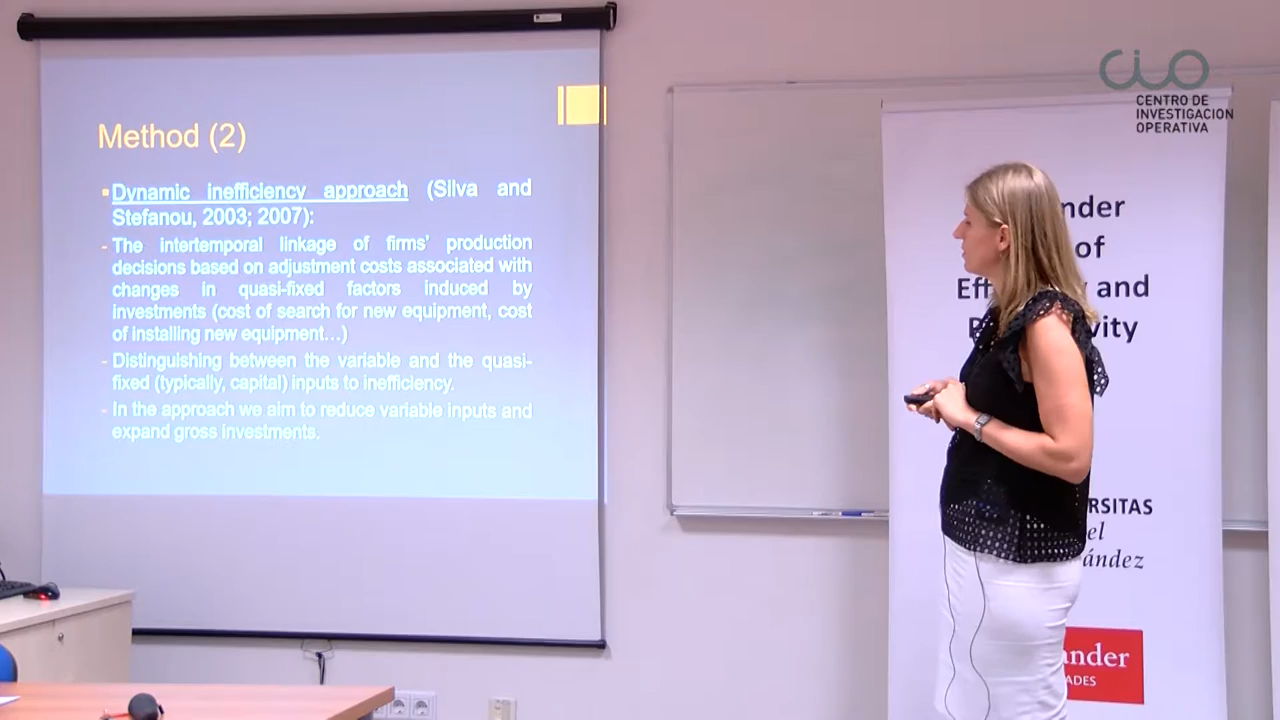 Method (2)
Dynamic inefficiency approach (Silva and
Stefanou, 2003; 2007):
- The intertemporal linkage of firms' production
decisions based on adjustment costs associated with
changes in quasi-fixed factors induced by
investments (cost of search for new equipment, cost
of installing new equipment...)
- Distinguishing between the variable and the quasi-
fixed (typically, capital) inputs to inefficiency.
- In the approach we aim to reduce variable inputs and
expand gross investments.
CIO
CENTRO DE
INVESTIGACION
OPERATIVA
nder
of
Eff y and
P vity
RSITAS
el
ández
ander
ADES